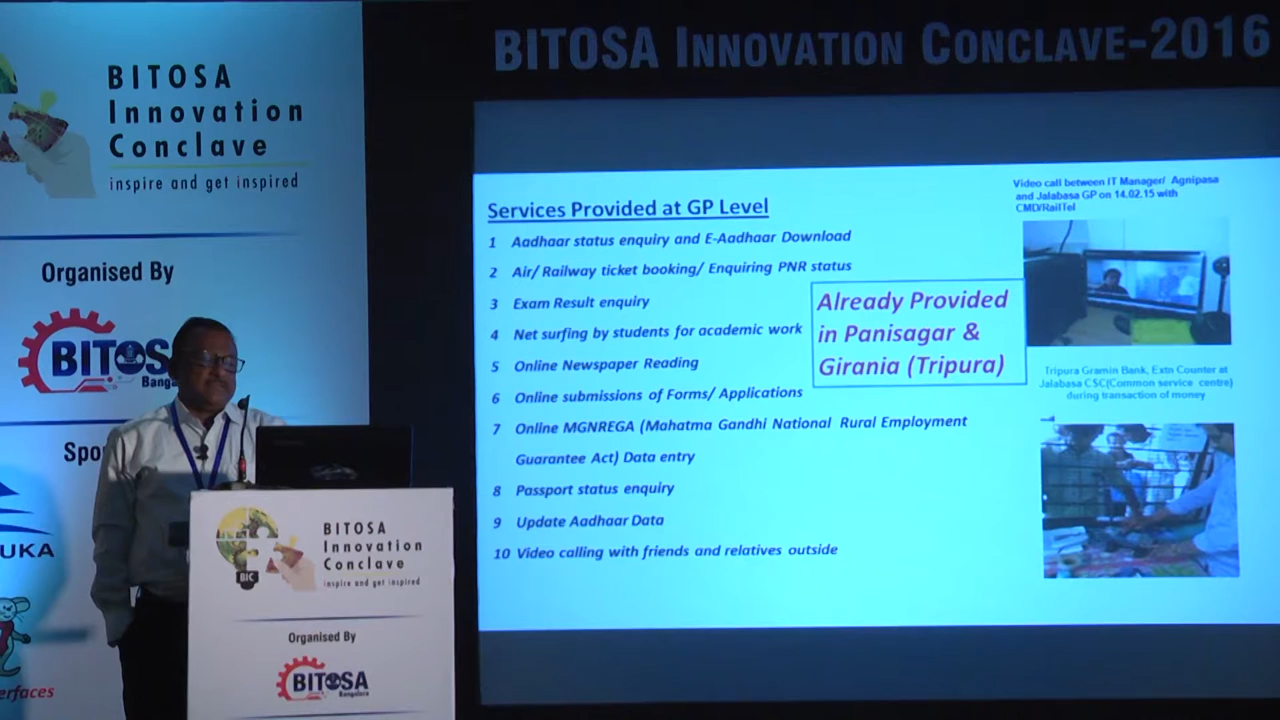 BITOSA INNOVATION CONCLAVE-2016
BITOSA
Innovation
Conclave
inspire and get inspired
Organised By
BITOSA
Bang
Spo
UKA
erfaces
Services Provided at GP Level
1 Aadhaar status enquiry and E-Aadhaar Download
2 Air/ Railway ticket booking/ Enquiring PNR status
3 Exam Result enquiry
4 Net surfing by students for academic work
5 Online Newspaper Reading
6 Online submissions of Forms/ Applications
7 Online MGNREGA (Mahatma Gandhi National Rural Employment
Guarantee Act) Data entry
8 Passport status enquiry
9 Update Aadhaar Data
10 Video calling with friends and relatives outside
Already Provided
in Panisagar &
Girania (Tripura)
Video call between IT Manager/ Agnipasa
and Jalabasa GP on 14.02.15 with
CMD/RailTel
Tripura Gramin Bank, Extn Counter at
Jalabasa CSC(Common service centre)
during transaction of money
BITOSA
Innovation
Conclave
inspire and get inspired
BIC
Organised By
BITOSA
Bangalore